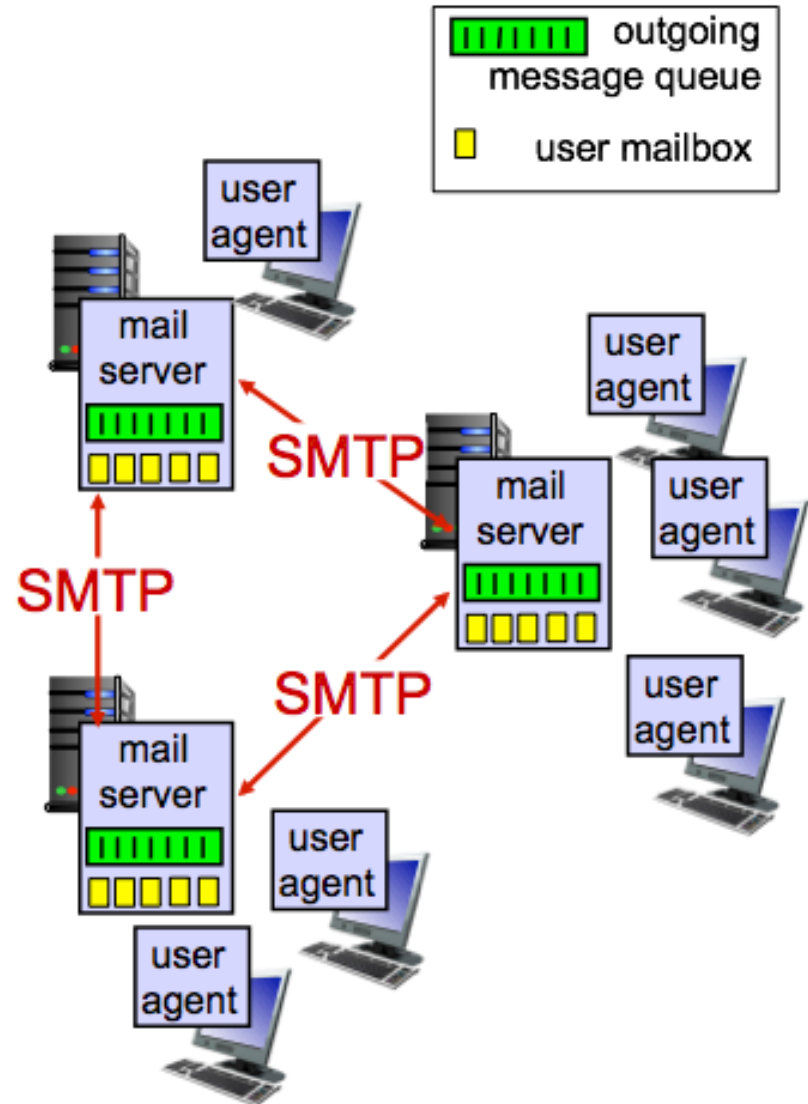 outgoing
message queue
user mailbox
user
agent
mail
server
SMTP
user
agent
mail
server
user
agent
SMTP
SMTP
user
agent
mail
server
user
agent
user
agent